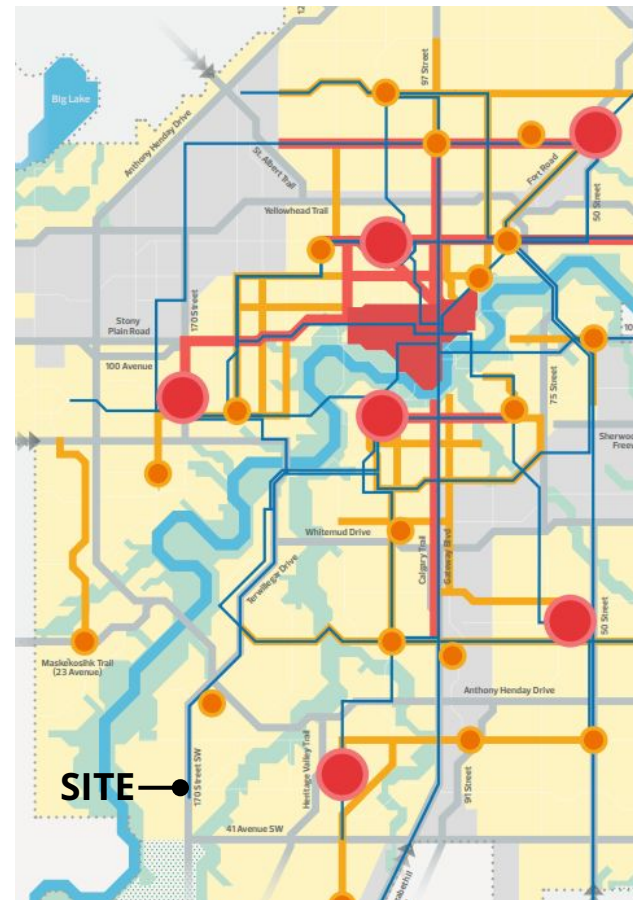 97 Street
Big Lake
Anthony Henday Drive
St. Albert Trail
Fort Road
50 Street
Yellowhead Trail
170 Street
Stony
Plain Road
100 Avenue
75 Street
Sherwoo
Freew
Whitemud Drive
Terwillegar Drive
Calgary Trail
Gateway Blvd
50 Street
Maskekosihk Trail
(23 Avenue)
Anthony Henday Drive
Heritage Valley Trail
SITE
170 Street SW
91 Street
41 Avenue SW